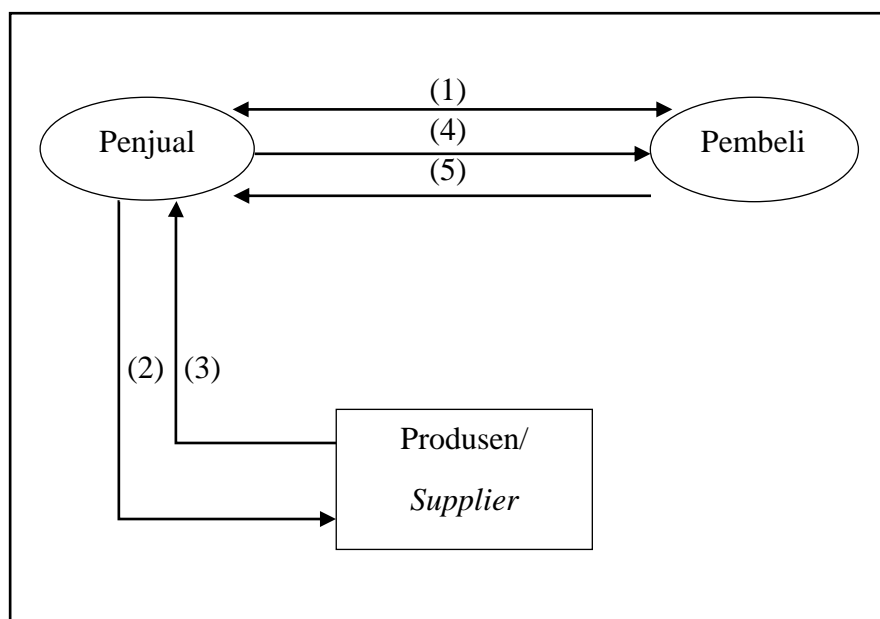 (1)
Penjual
(4)
Pembeli
(5)
(2)
(3)
Produsen/
Supplier